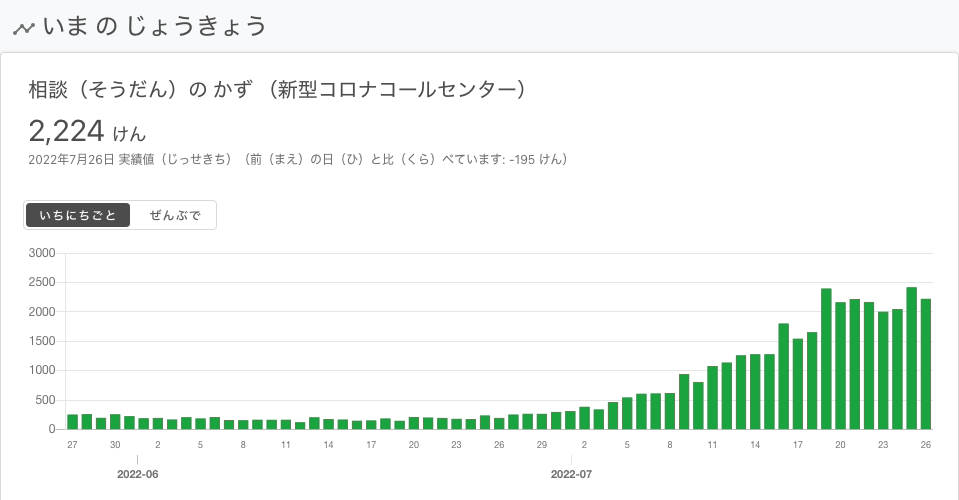 いま の じょうきょう
相談（そうだん）の かず （新型コロナコールセンター）
2,224 けん
2022年7月26日 実績値（じっせきち）（前（まえ）の日（ひ）と比（くら）べています: -195 けん）
いちにちごと ぜんぶで
3000
2500
2000
1500
1000
500
0
27 30 2 5 8 11 14 17 20 23 26 29 2 5 8 11 14 17 20 23 26
2022-06 2022-07